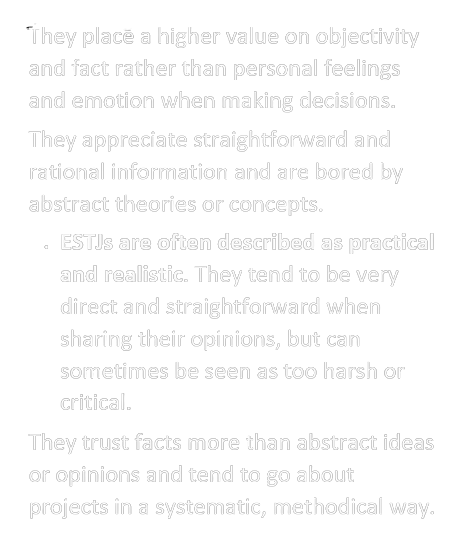 They place a higher value on objectivity
and fact rather than personal feelings
and emotion when making decisions.
They appreciate straightforward and
rational information and are bored by
abstract theories or concepts.
• ESTJs are often described as practical
and realistic. They tend to be very
direct and straightforward when
sharing their opinions, but can
sometimes be seen as too harsh or
critical.
They trust facts more than abstract ideas
or opinions and tend to go about
projects in a systematic, methodical way.